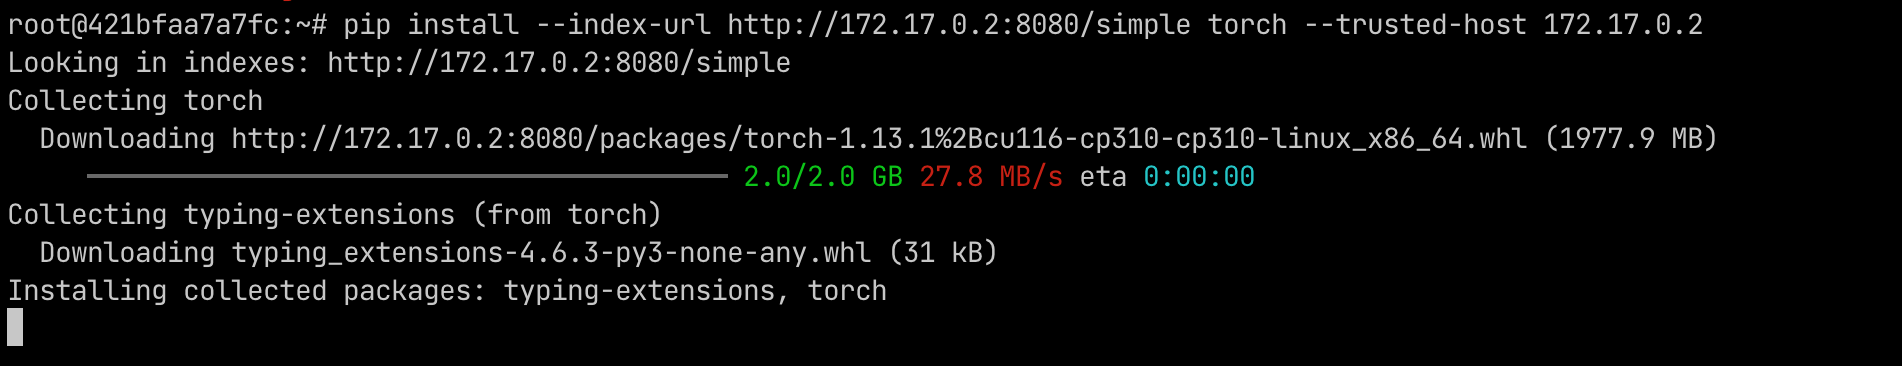 root@421bfaa7a7fc:~# pip install --index-url http://172.17.0.2:8080/simple torch --trusted-host 172.17.0.2
Looking in indexes: http://172.17.0.2:8080/simple
Collecting torch
  Downloading http://172.17.0.2:8080/packages/torch-1.13.1%2Bcu116-cp310-cp310-linux_x86_64.whl (1977.9 MB)
2.0/2.0 GB 27.8 MB/s eta 0:00:00
Collecting typing-extensions (from torch)
  Downloading typing_extensions-4.6.3-py3-none-any.whl (31 kB)
Installing collected packages: typing-extensions, torch